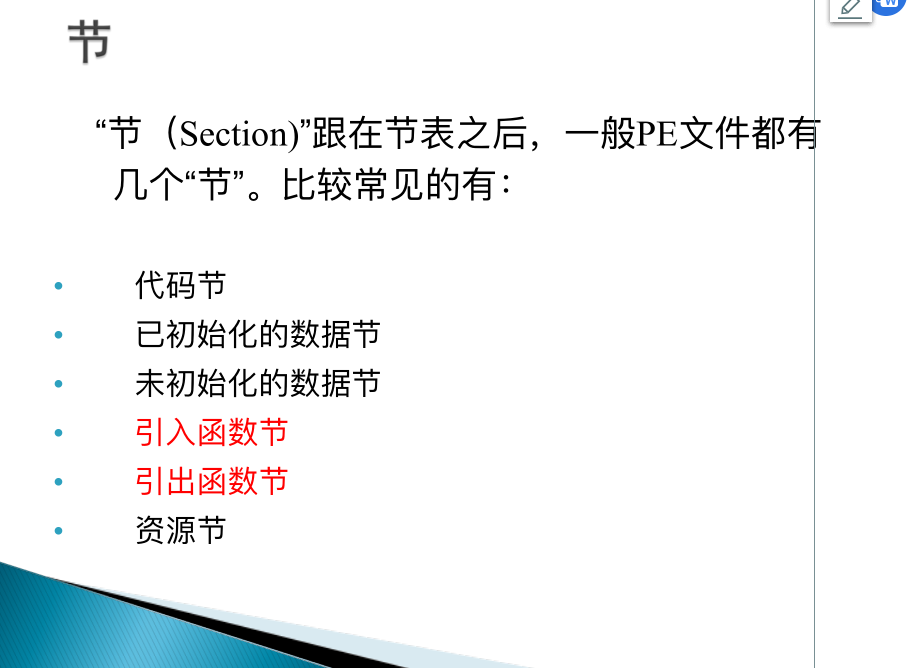 节
“节（Section)”跟在节表之后，一般PE文件都有
几个“节”。比较常见的有：
• 代码节
• 已初始化的数据节
• 未初始化的数据节
• 引入函数节
• 引出函数节
• 资源节